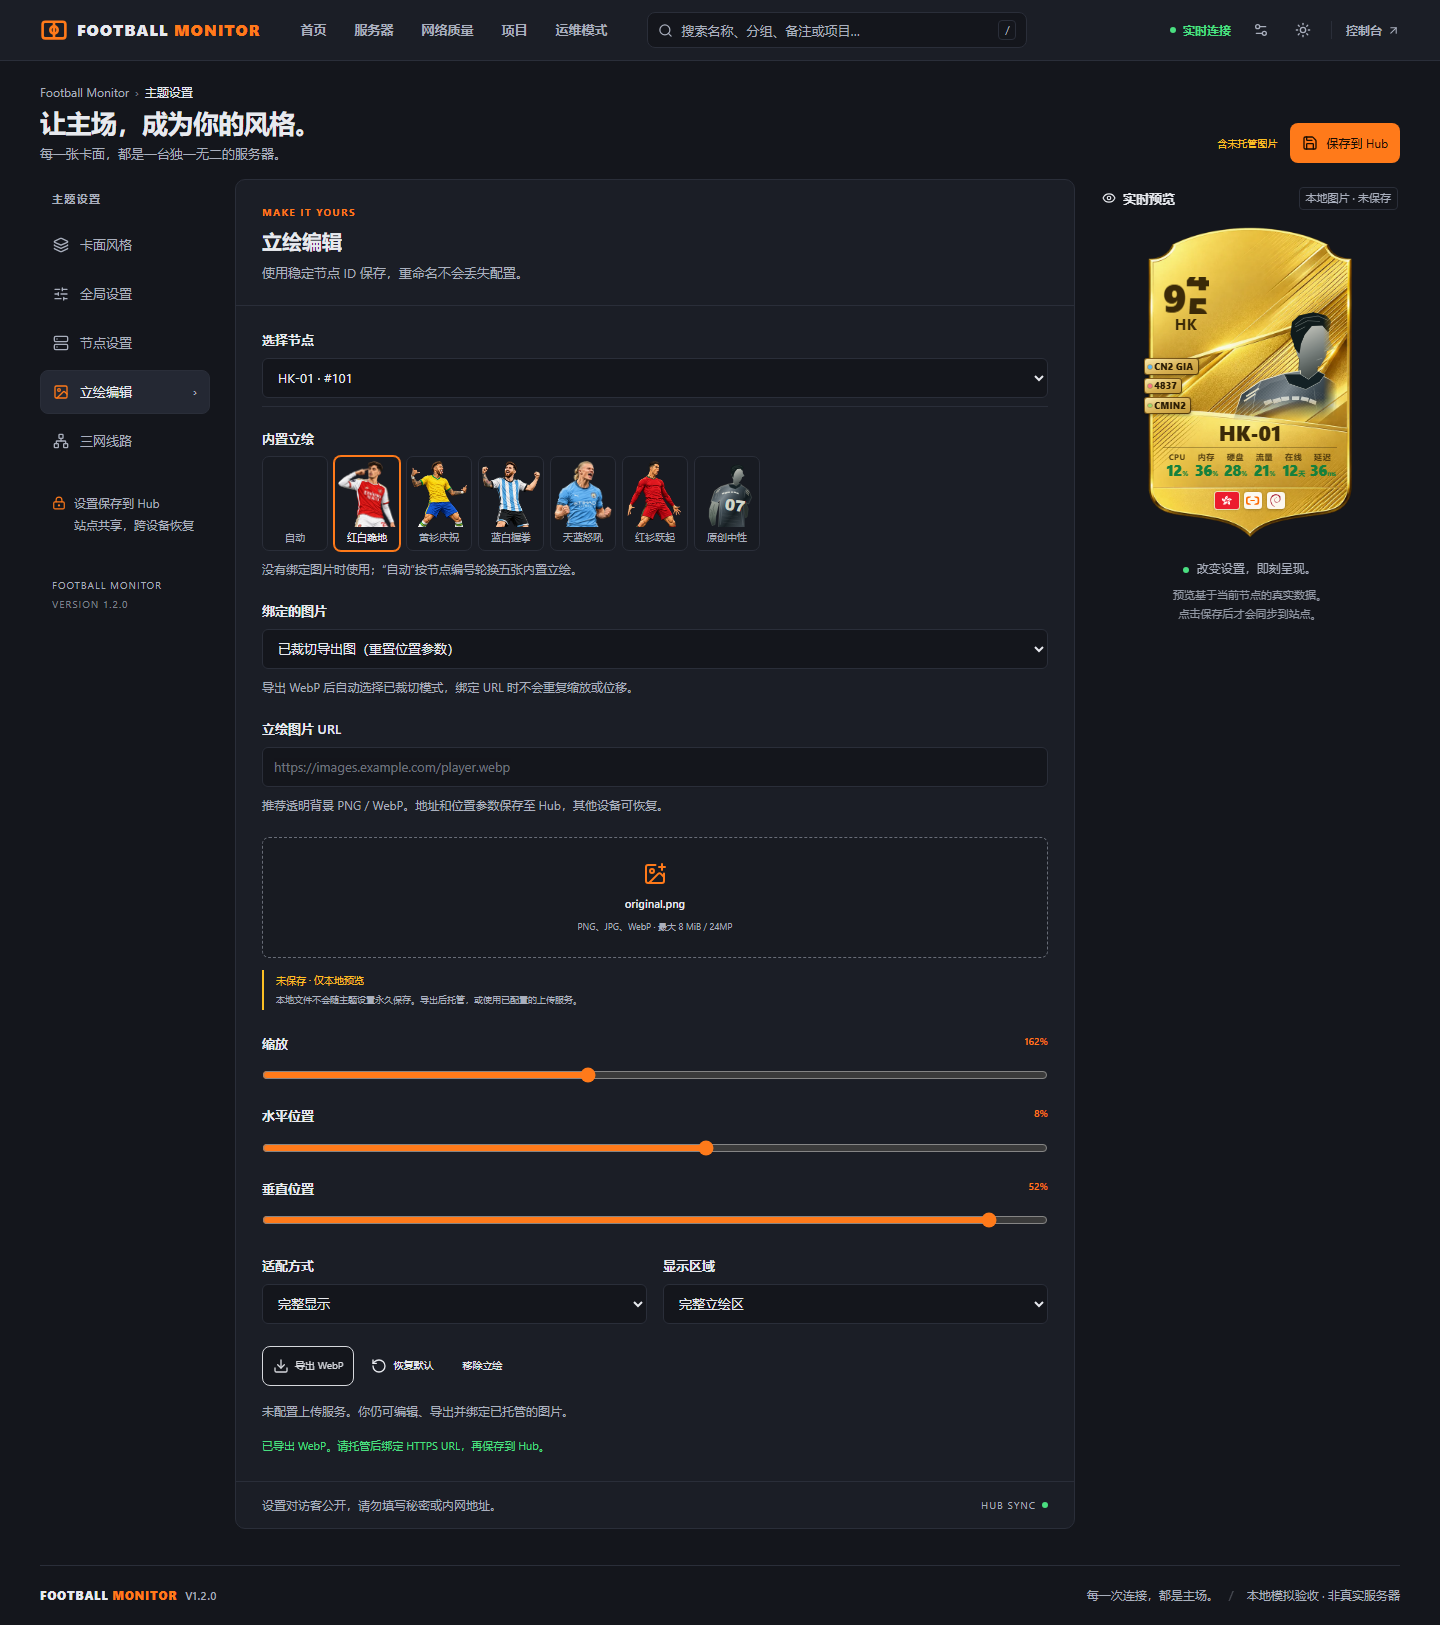 FOOTBALL MONITOR
首页 服务器 网络质量 项目 运维模式
搜索名称、分组、备注或项目... /
实时连接
控制台
Football Monitor › 主题设置
让主场，成为你的风格。
每一张卡面，都是一台独一无二的服务器。
含未托管图片
保存到 Hub
主题设置
卡面风格
全局设置
节点设置
立绘编辑 ›
三网线路
设置保存到 Hub
站点共享，跨设备恢复
FOOTBALL MONITOR
VERSION 1.2.0
MAKE IT YOURS
立绘编辑
使用稳定节点 ID 保存，重命名不会丢失配置。
选择节点
HK-01 · #101
内置立绘
自动 红白跪地 黄衫庆祝 蓝白握拳 天蓝怒吼 红衫跃起 原创中性
07
没有绑定图片时使用；“自动”按节点编号轮换五张内置立绘。
绑定的图片
已裁切导出图（重置位置参数）
导出 WebP 后自动选择已裁切模式，绑定 URL 时不会重复缩放或位移。
立绘图片 URL
https://images.example.com/player.webp
推荐透明背景 PNG / WebP。地址和位置参数保存至 Hub，其他设备可恢复。
original.png
PNG、JPG、WebP · 最大 8 MiB / 24MP
未保存 · 仅本地预览
本地文件不会随主题设置永久保存。导出后托管，或使用已配置的上传服务。
缩放 162%
水平位置 8%
垂直位置 52%
适配方式 显示区域
完整显示 完整立绘区
导出 WebP 恢复默认 移除立绘
未配置上传服务。你仍可编辑、导出并绑定已托管的图片。
已导出 WebP。请托管后绑定 HTTPS URL，再保存到 Hub。
设置对访客公开，请勿填写秘密或内网地址。
HUB SYNC
实时预览
本地图片 · 未保存
9
HK
CN2 GIA
4837
CMIN2
HK-01
CPU 内存 硬盘 流量 在线 延迟
12% 36% 28% 21% 12天 36ms
改变设置，即刻呈现。
预览基于当前节点的真实数据。
点击保存后才会同步到站点。
FOOTBALL MONITOR V1.2.0
每一次连接，都是主场。 / 本地模拟验收 · 非真实服务器